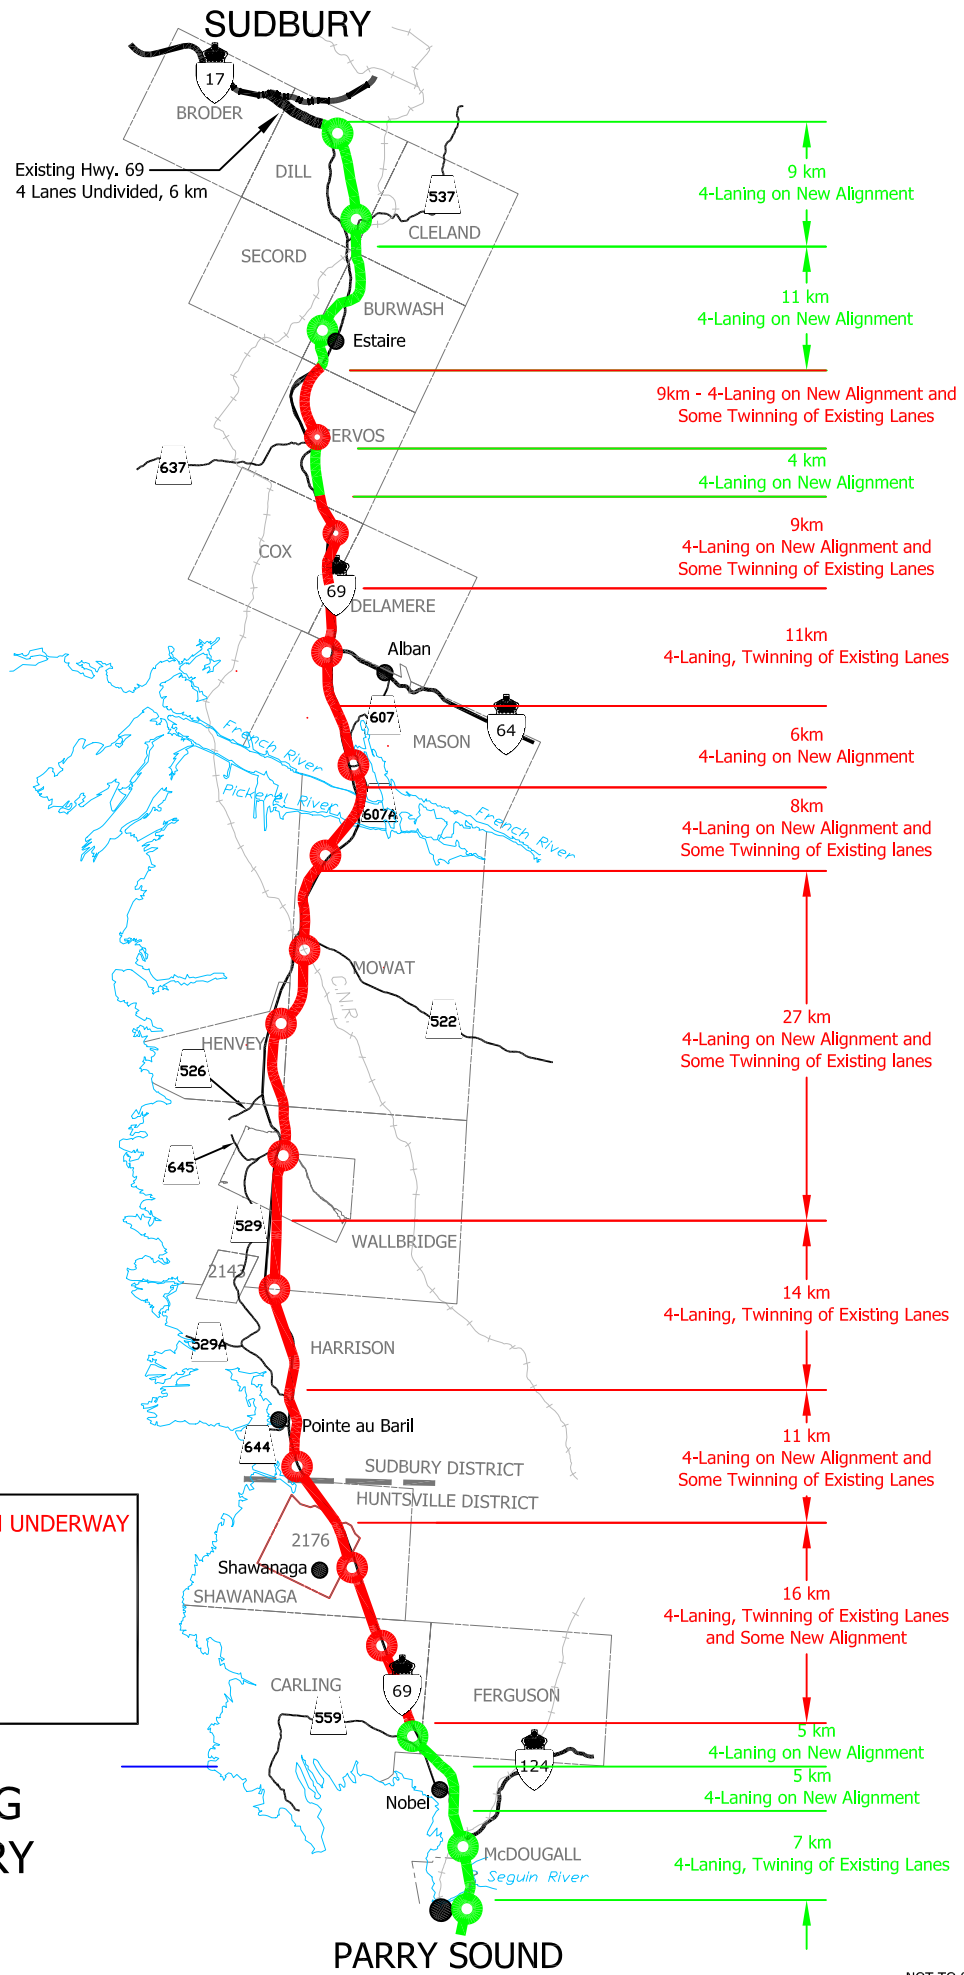 SUDBURY
17
BRODER
Existing Hwy. 69
4 Lanes Undivided, 6 km
DILL
537
CLELAND
9 km
4-Laning on New Alignment
SECORD
BURWASH
Estaire
11 km
4-Laning on New Alignment
9km - 4-Laning on New Alignment and
Some Twinning of Existing Lanes
ERVOS
637
4 km
4-Laning on New Alignment
COX
69
DELAMERE
9km
4-Laning on New Alignment and
Some Twinning of Existing Lanes
Alban
11km
4-Laning, Twinning of Existing Lanes
607
64
MASON
French River
6km
4-Laning on New Alignment
Pickerel River
607A
French River
8km
4-Laning on New Alignment and
Some Twinning of Existing lanes
MOWAT
C.N.R.
522
HENVEY
526
27 km
4-Laning on New Alignment and
Some Twinning of Existing lanes
645
529
WALLBRIDGE
2143
529A
HARRISON
14 km
4-Laning, Twinning of Existing Lanes
Pointe au Baril
644
SUDBURY DISTRICT
HUNTSVILLE DISTRICT
11 km
4-Laning on New Alignment and
Some Twinning of Existing Lanes
UNDERWAY
2176
Shawanaga
SHAWANAGA
16 km
4-Laning, Twinning of Existing Lanes
and Some New Alignment
CARLING
69
FERGUSON
559
5 km
4-Laning on New Alignment
124
5 km
4-Laning on New Alignment
Nobel
G
RY
McDOUGALL
Seguin River
7 km
4-Laning, Twining of Existing Lanes
PARRY SOUND